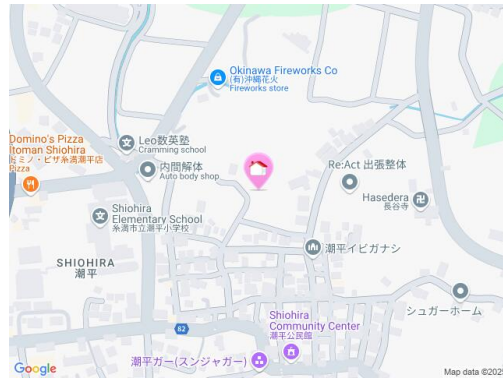 Okinawa Fireworks Co
(有)沖縄花火
Fireworks store
Leo数英塾
Cramming school
Domino's Pizza
Itoman Shiohira
ドミノ・ピザ糸満潮平店
Pizza
内間解体
Auto body shop
Re:Act 出張整体
Hasedera
長谷寺
Shiohira
Elementary School
糸満市立潮平小学校
潮平イビガナシ
SHIOHIRA
潮平
シュガーホーム
82
Shiohira
Community Center
潮平公民館
潮平ガー(スンジャガー)
Google
Map data ©202